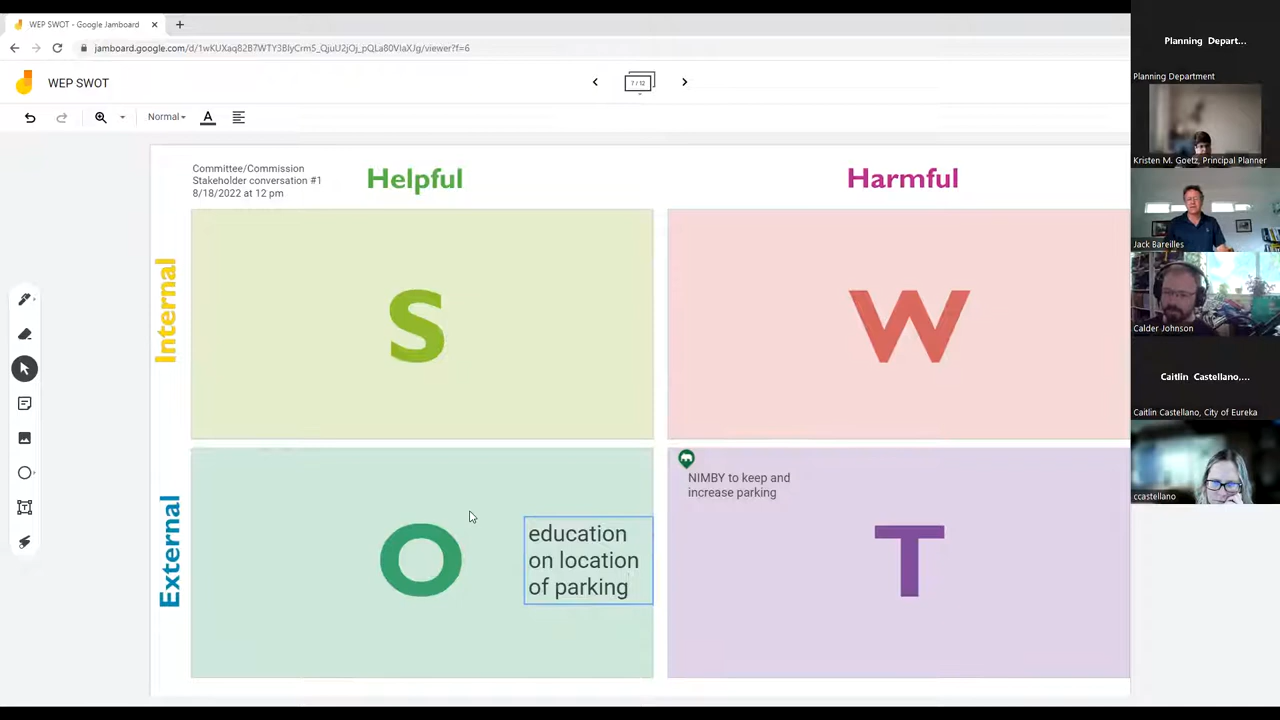 WEP SWOT - Google Jamboard
jamboard.google.com/d/1wKUXaq82B7WTY3BlyCrm5_QjuU2jOj_pQLa80VlaXJg/viewer?f=6
WEP SWOT
7 / 12
Normal
Committee/Commission
Stakeholder conversation #1
8/18/2022 at 12 pm
Helpful
Harmful
Internal
S
W
External
O
education
on location
of parking
NIMBY to keep and
increase parking
T
Planning Depart...
Planning Department
Kristen M. Goetz, Principal Planner
Jack Bareilles
Calder Johnson
Caitlin Castellano,...
Caitlin Castellano, City of Eureka
ccastellano